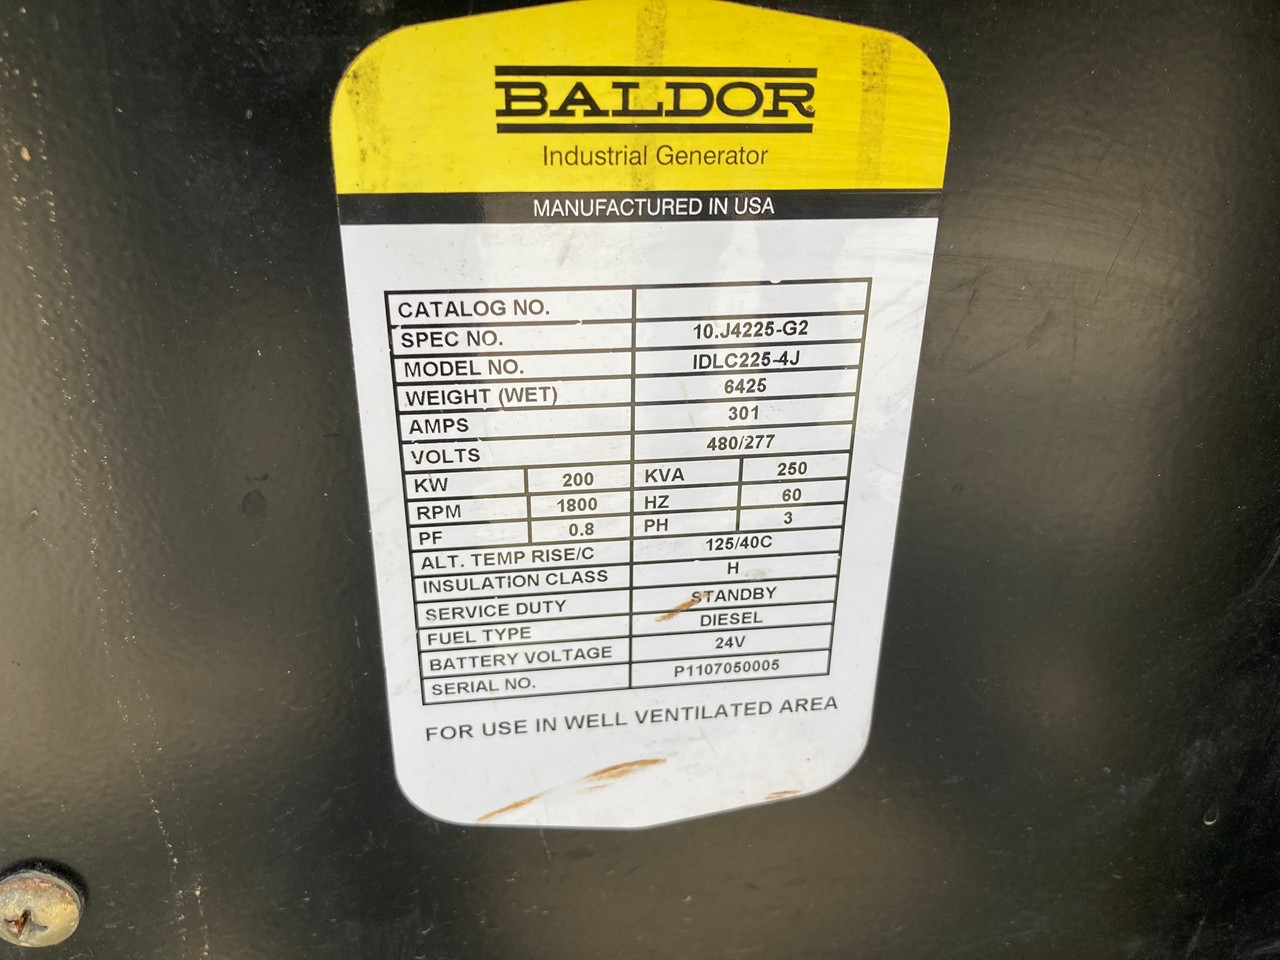 BALDOR
Industrial Generator
MANUFACTURED IN USA
CATALOG NO.
SPEC NO. 10.J4225-G2
MODEL NO. IDLC225-4J
WEIGHT (WET) 6425
AMPS 301
VOLTS 480/277
KW 200 KVA 250
RPM 1800 HZ 60
PF 0.8 PH 3
ALT. TEMP RISE/C 125/40C
INSULATION CLASS H
SERVICE DUTY STANDBY
FUEL TYPE DIESEL
BATTERY VOLTAGE 24V
SERIAL NO. P1107050005
FOR USE IN WELL VENTILATED AREA